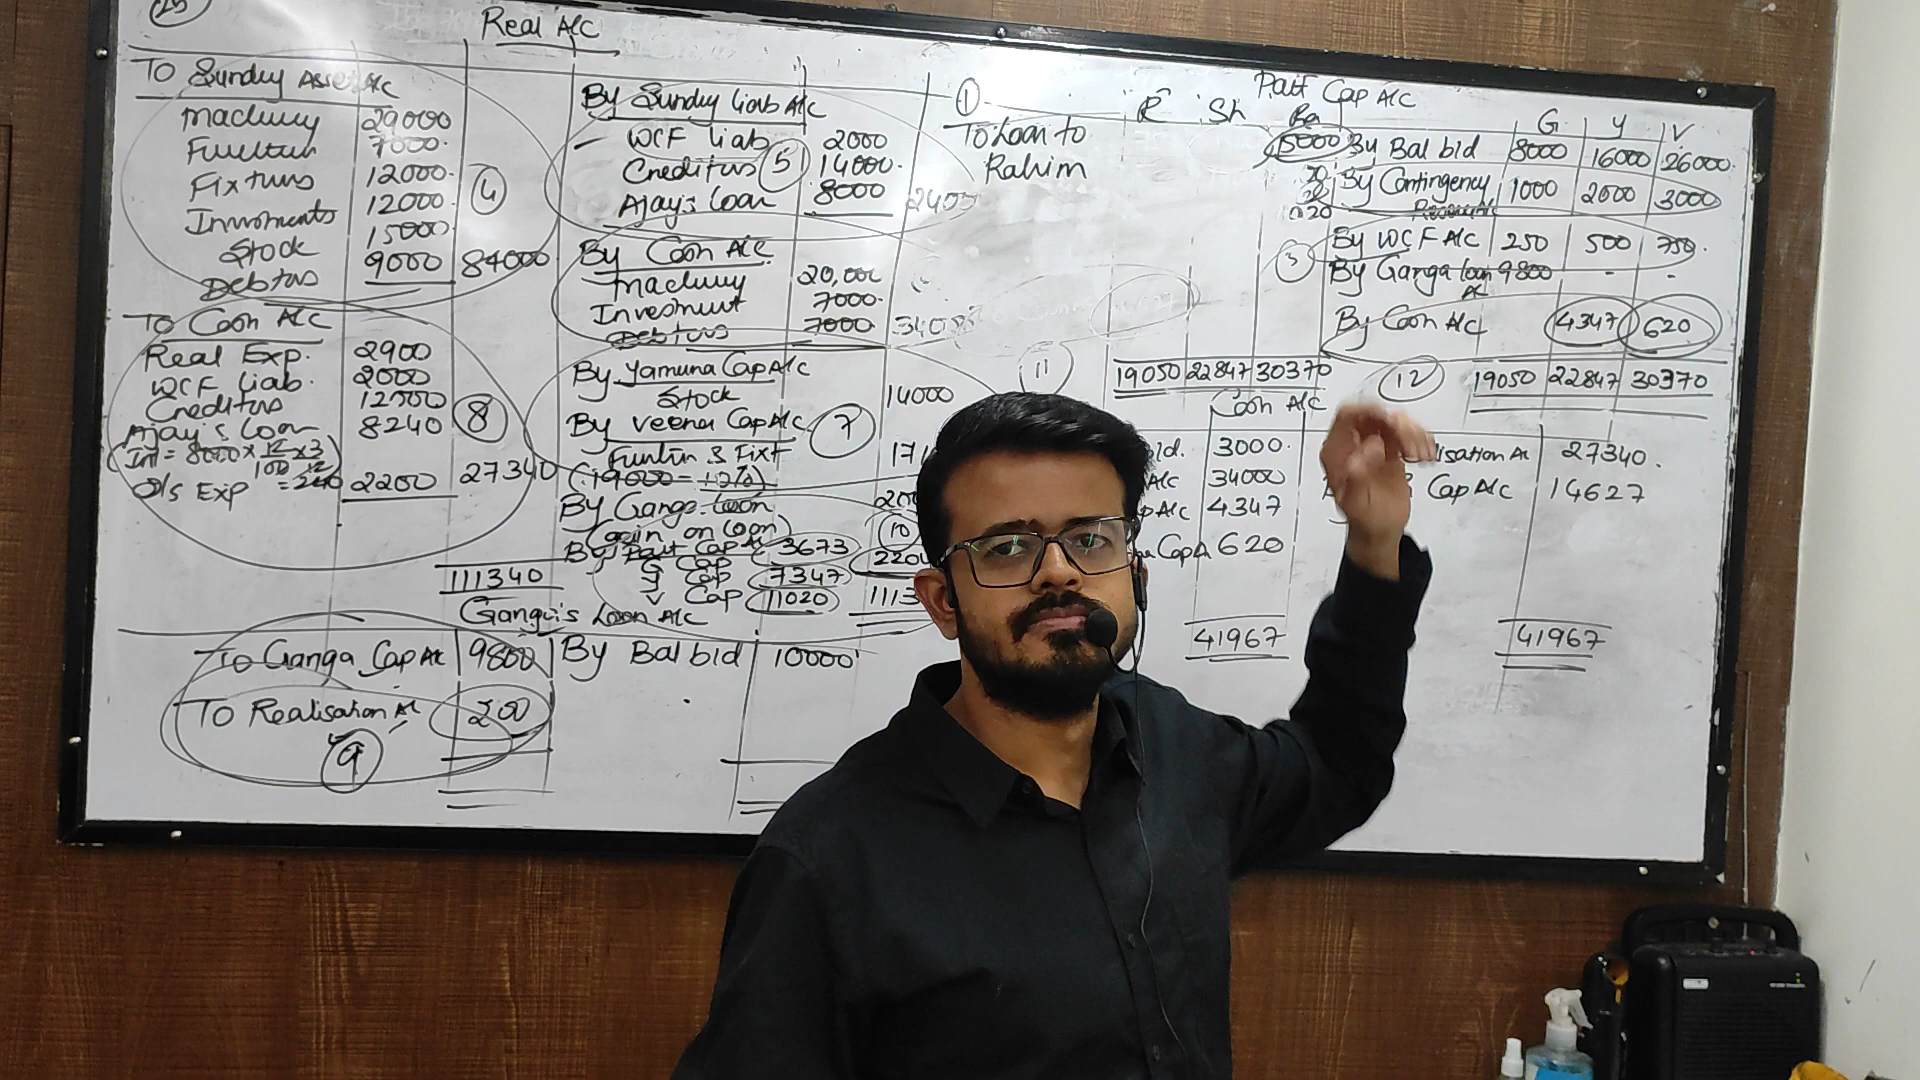 25
Real A/c
To Sundry Assets A/c
Machinery 29000
Furniture 7000
Fixtures 12000
Investments 12000
Stock 15000
Debtors 9000 84000
4
To Cash A/c
Real Exp. 2900
WCF Liab. 2000
Creditors
Ajay's Loan 8240
8
(Int = 8000 × 12/100 × 3/12 = 240)
R/s Exp 2200 27340
111340
By Sundry Liab A/c
WCF Liab 2000
Creditors 14000
Ajay's Loan 8000
5
By Cash A/c
Machinery 20,000
Investment 7000
Debtors 7000
By Yamuna Cap A/c
Stock 14000
By Veena Cap A/c
7
Furtur & Fixt
(19000 = 12%)
By Ganga Loan
(Gain on Loan)
10
By Part Cap A/c
G Cap 3673
Y Cap 7347
V Cap 11020
Ganga's Loan A/c
To Ganga Cap A/c 9800 By Bal b/d 10000
To Realisation A/c 200
9
Part Cap A/c
1
To Loan to
Rahim
R Sh
G Y V
By Bal b/d 8000 16000 26000
By Contingency 1000 2000 3000
Reserve A/c
3
By WCF A/c 250 500 750
By Ganga Loan 9800 - -
A/c
By Cash A/c 4347 620
11
19050 22847 30370
12
19050 22847 30370
Cash A/c
3000
34000
4347
Cap A 620
41967
27340
Cap A/c 14627
41967